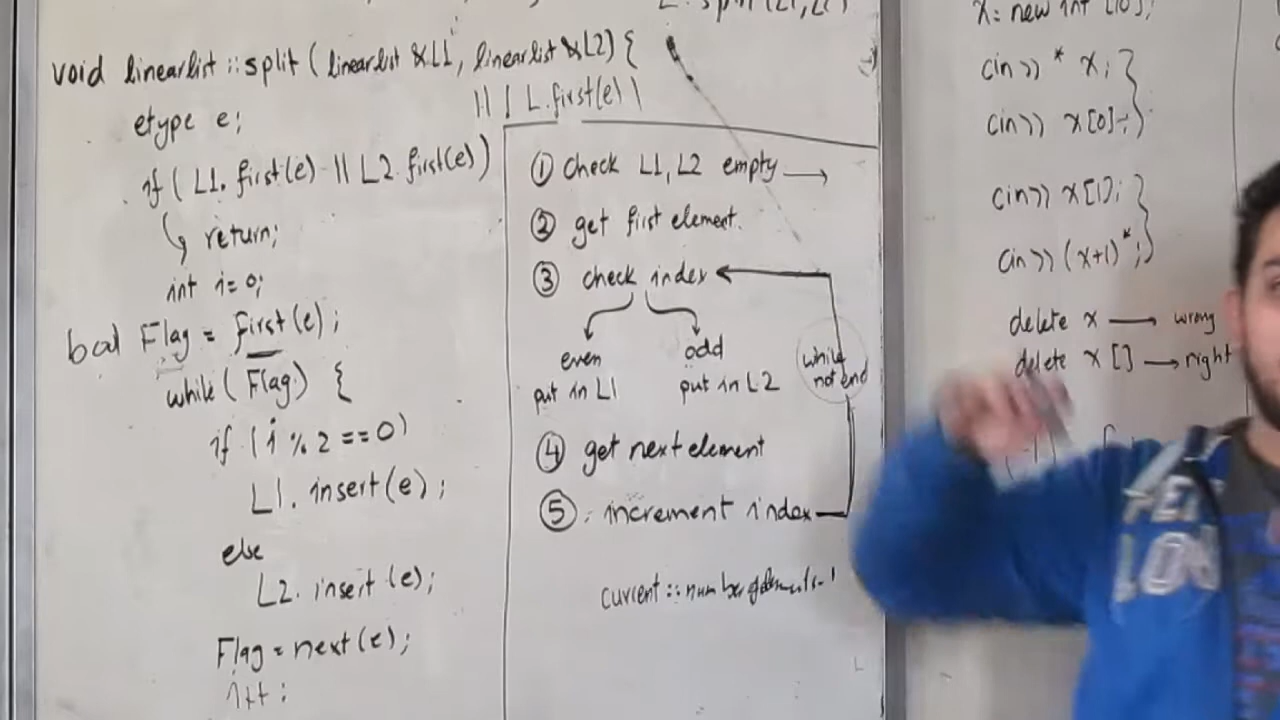 L. split(L1, L2)
void linearlist::split ( linearlist &L1, linearlist &L2) {
|| ! L.first(e) )
etype e;
if ( L1. first(e) || L2. first(e))
return;
int i=0;
bool Flag = first(e);
while ( Flag ) {
if ( i % 2 ==0)
L1. insert(e);
else
L2. insert(e);
Flag = next(e);
i++;
① check L1, L2 empty →
② get first element.
③ check index
even
put in L1
odd
put in L2
while
not end
④ get next element
⑤ increment index
current ::
X= new int [10];
cin>> * x;
cin>> x[0];
cin>> x[1];
cin>> (x+1)*;
delete x → wrong
delete x [] → right